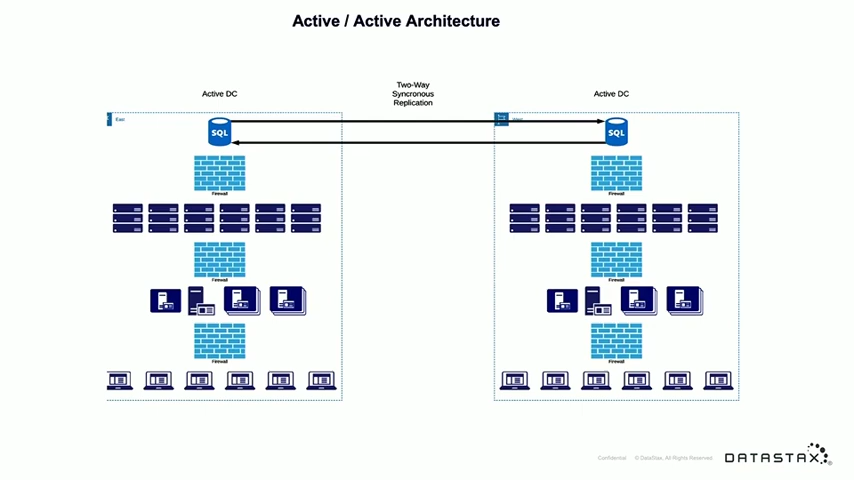 Active / Active Architecture
Active DC
Two-Way
Syncronous
Replication
Active DC
East
SQL
SQL
Firewall
Firewall
Firewall
Firewall
Firewall
Firewall
Confidential © DataStax, All Rights Reserved
DATASTAX